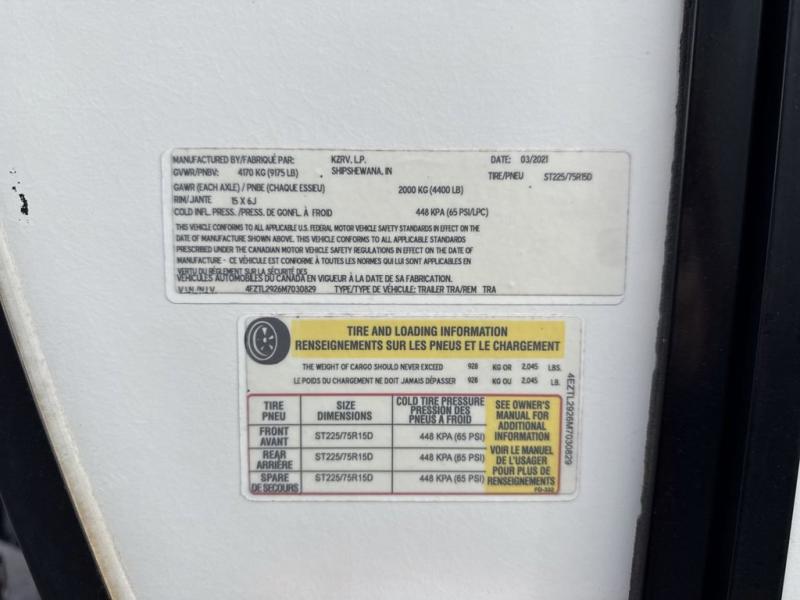 MANUFACTURED BY/FABRIQUÉ PAR: KZRV, L.P. DATE: 03/2021
GVWR/PNBV: 4170 KG (9175 LB) SHIPSHEWANA, IN TIRE/PNEU ST225/75R15D
GAWR (EACH AXLE) / PNBE (CHAQUE ESSIEU) 2000 KG (4400 LB)
RIM/JANTE 15 X 6J
COLD INFL. PRESS. /PRESS. DE GONFL. À FROID 448 KPA (65 PSI/LPC)
THIS VEHICLE CONFORMS TO ALL APPLICABLE U.S. FEDERAL MOTOR VEHICLE SAFETY STANDARDS IN EFFECT ON THE
DATE OF MANUFACTURE SHOWN ABOVE. THIS VEHICLE CONFORMS TO ALL APPLICABLE STANDARDS
PRESCRIBED UNDER THE CANADIAN MOTOR VEHICLE SAFETY REGULATIONS IN EFFECT ON THE DATE OF
MANUFACTURE - CE VÉHICULE EST CONFORME À TOUTES LES NORMES QUI LUI SONT APPLICABLES EN
VERTU DU RÈGLEMENT SUR LA SÉCURITÉ DES
VÉHICULES AUTOMOBILES DU CANADA EN VIGUEUR À LA DATE DE SA FABRICATION.
V.I.N./N.I.V. 4EZTL2926M7030829 TYPE/TYPE DE VÉHICULE: TRAILER TRA/REM TRA
TIRE AND LOADING INFORMATION
RENSEIGNEMENTS SUR LES PNEUS ET LE CHARGEMENT
THE WEIGHT OF CARGO SHOULD NEVER EXCEED 928 KG OR 2,045 LBS.
LE POIDS DU CHARGEMENT NE DOIT JAMAIS DÉPASSER 928 KG OU 2,045 LB.
TIRE
PNEU
SIZE
DIMENSIONS
COLD TIRE PRESSURE
PRESSION DES
PNEUS A FROID
FRONT
AVANT
ST225/75R15D 448 KPA (65 PSI)
REAR
ARRIÈRE
ST225/75R15D 448 KPA (65 PSI)
SPARE
DE SECOURS
ST225/75R15D 448 KPA (65 PSI)
SEE OWNER'S
MANUAL FOR
ADDITIONAL
INFORMATION
VOIR LE MANUEL
DE L'USAGER
POUR PLUS DE
RENSEIGNEMENTS
FD-332
4EZTL2926M7030829